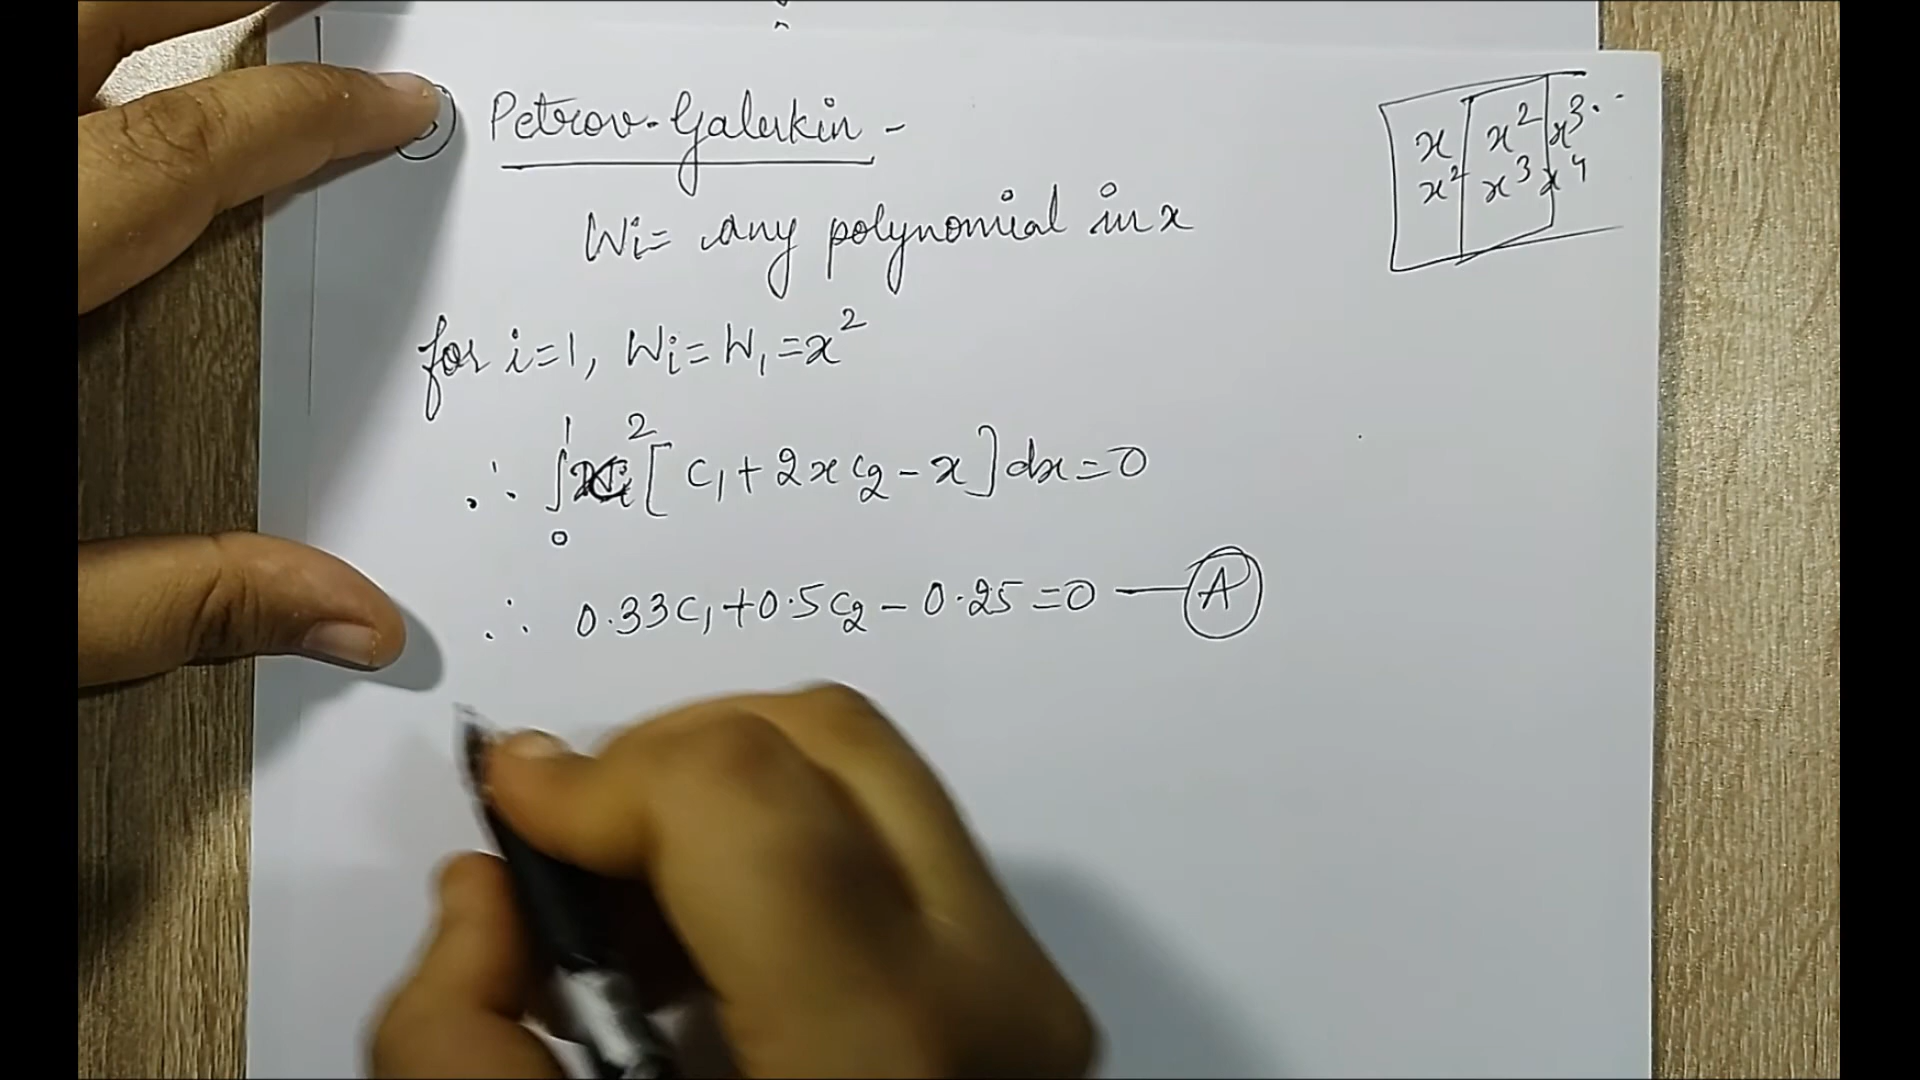 Petrov-Galerkin -
x x² x³..
x² x³ x⁴
Wi = any polynomial in x
for i=1, Wi = W₁ = x²
∴ ∫₀¹ x² [ c₁ + 2x c₂ - x ] dx = 0
∴ 0.33c₁ + 0.5c₂ - 0.25 = 0 — A